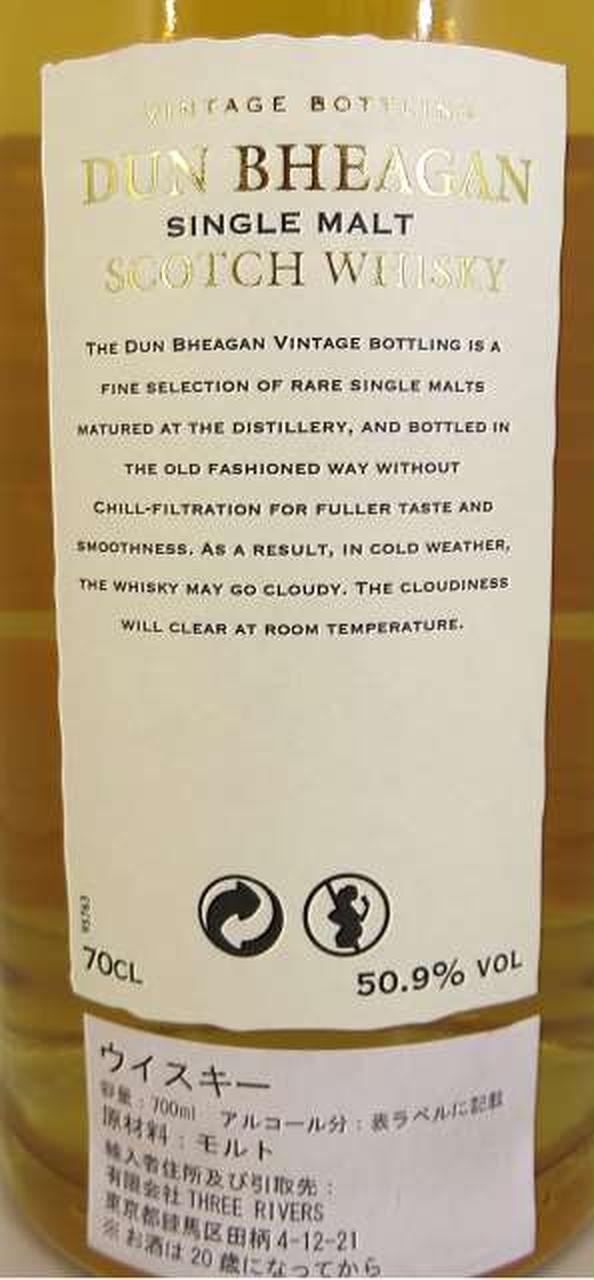 VINTAGE BOTTLING
DUN BHEAGAN
SINGLE MALT
SCOTCH WHISKY
THE DUN BHEAGAN VINTAGE BOTTLING IS A
FINE SELECTION OF RARE SINGLE MALTS
MATURED AT THE DISTILLERY, AND BOTTLED IN
THE OLD FASHIONED WAY WITHOUT
CHILL-FILTRATION FOR FULLER TASTE AND
SMOOTHNESS. AS A RESULT, IN COLD WEATHER,
THE WHISKY MAY GO CLOUDY. THE CLOUDINESS
WILL CLEAR AT ROOM TEMPERATURE.
70CL
50.9% VOL
ウイスキー
容量：700ml アルコール分：表ラベルに記載
原材料：モルト
輸入者住所及び引取先：
有限会社 THREE RIVERS
東京都練馬区田柄 4-12-21
※お酒は 20 歳になってから